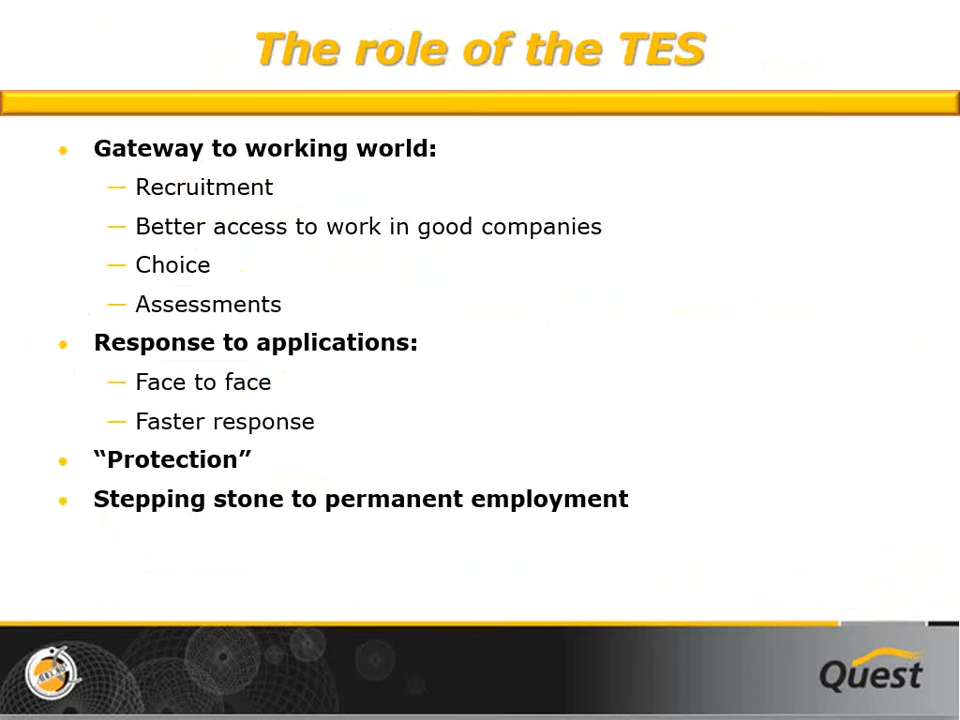 The role of the TES
• Gateway to working world:
— Recruitment
— Better access to work in good companies
— Choice
— Assessments
• Response to applications:
— Face to face
— Faster response
• “Protection”
• Stepping stone to permanent employment
Quest